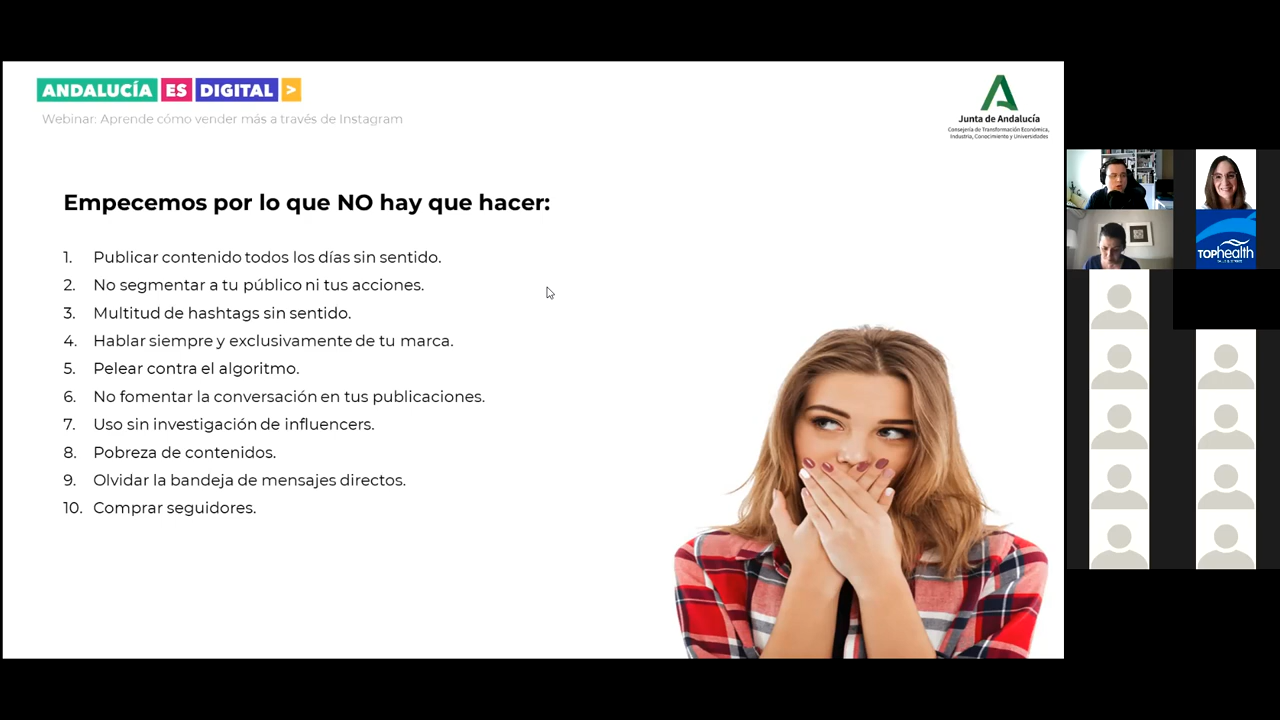 ANDALUCÍA ES DIGITAL >
Webinar: Aprende cómo vender más a través de Instagram
Junta de Andalucía
Consejería de Transformación Económica,
Industria, Conocimiento y Universidades
Empecemos por lo que NO hay que hacer:
1. Publicar contenido todos los días sin sentido.
2. No segmentar a tu público ni tus acciones.
3. Multitud de hashtags sin sentido.
4. Hablar siempre y exclusivamente de tu marca.
5. Pelear contra el algoritmo.
6. No fomentar la conversación en tus publicaciones.
7. Uso sin investigación de influencers.
8. Pobreza de contenidos.
9. Olvidar la bandeja de mensajes directos.
10. Comprar seguidores.
TOPhealth